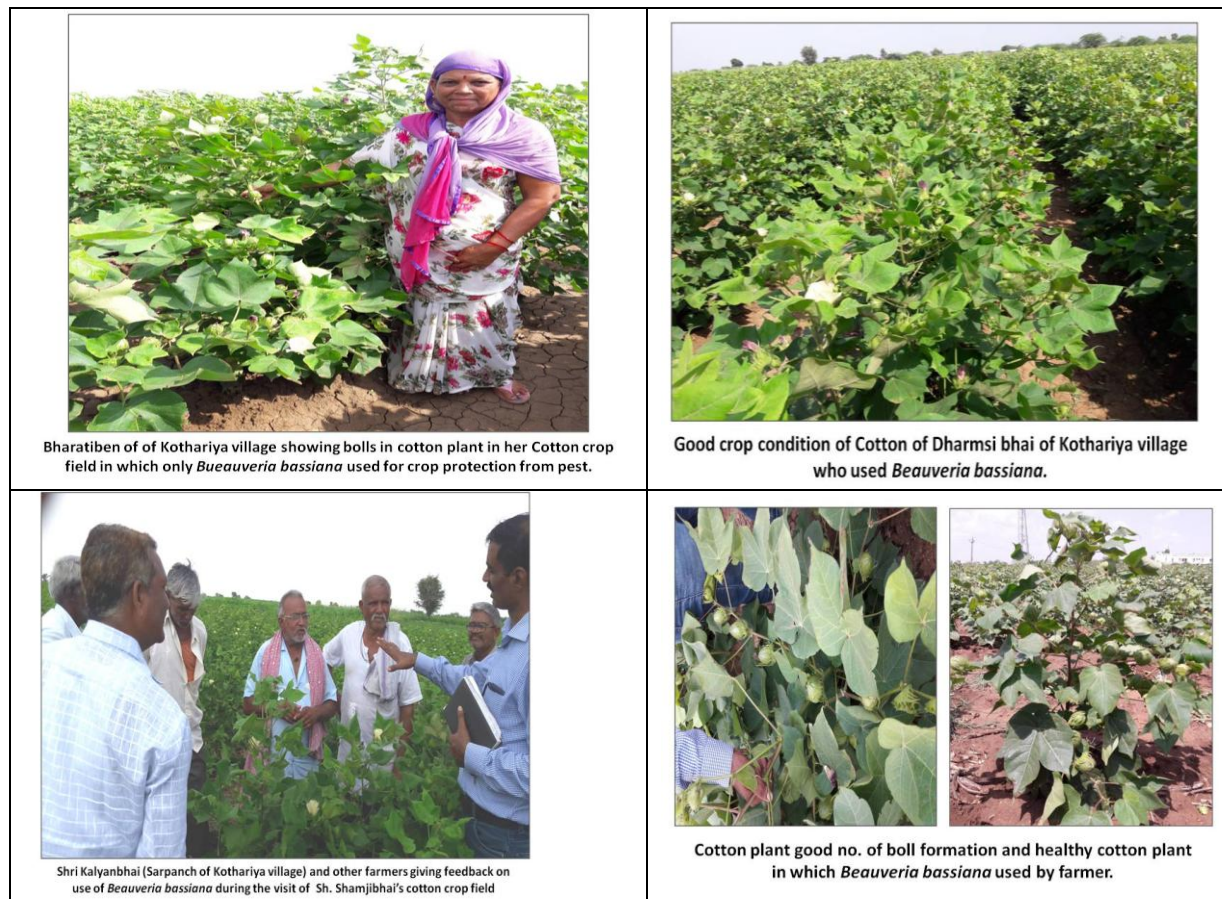 Bharatiben of of Kothariya village showing bolls in cotton plant in her Cotton crop
field in which only Bueauveria bassiana used for crop protection from pest.
Good crop condition of Cotton of Dharmsi bhai of Kothariya village
who used Beauveria bassiana.
Shri Kalyanbhai (Sarpanch of Kothariya village) and other farmers giving feedback on
use of Beauveria bassiana during the visit of Sh. Shamjibhai's cotton crop field
Cotton plant good no. of boll formation and healthy cotton plant
in which Beauveria bassiana used by farmer.